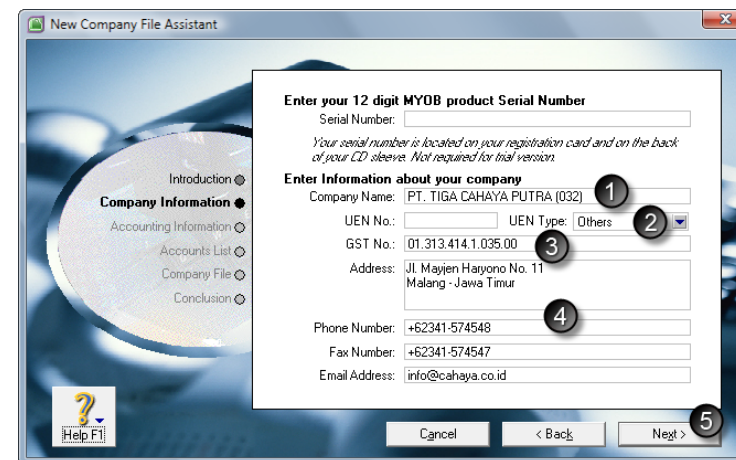 New Company File Assistant
Enter your 12 digit MYOB product Serial Number
Serial Number:
Your serial number is located on your registration card and on the back
of your CD sleeve. Not required for trial version.
Introduction
Company Information
Accounting Information
Accounts List
Company File
Conclusion
Enter Information about your company
Company Name: PT. TIGA CAHAYA PUTRA (032) 1
UEN No.: UEN Type: Others 2
GST No.: 01.313.414.1.035.00 3
Address: Jl. Mayjen Haryono No. 11
Malang - Jawa Timur
Phone Number: +62341-574548 4
Fax Number: +62341-574547
Email Address: info@cahaya.co.id
Help F1
Cancel < Back Next > 5